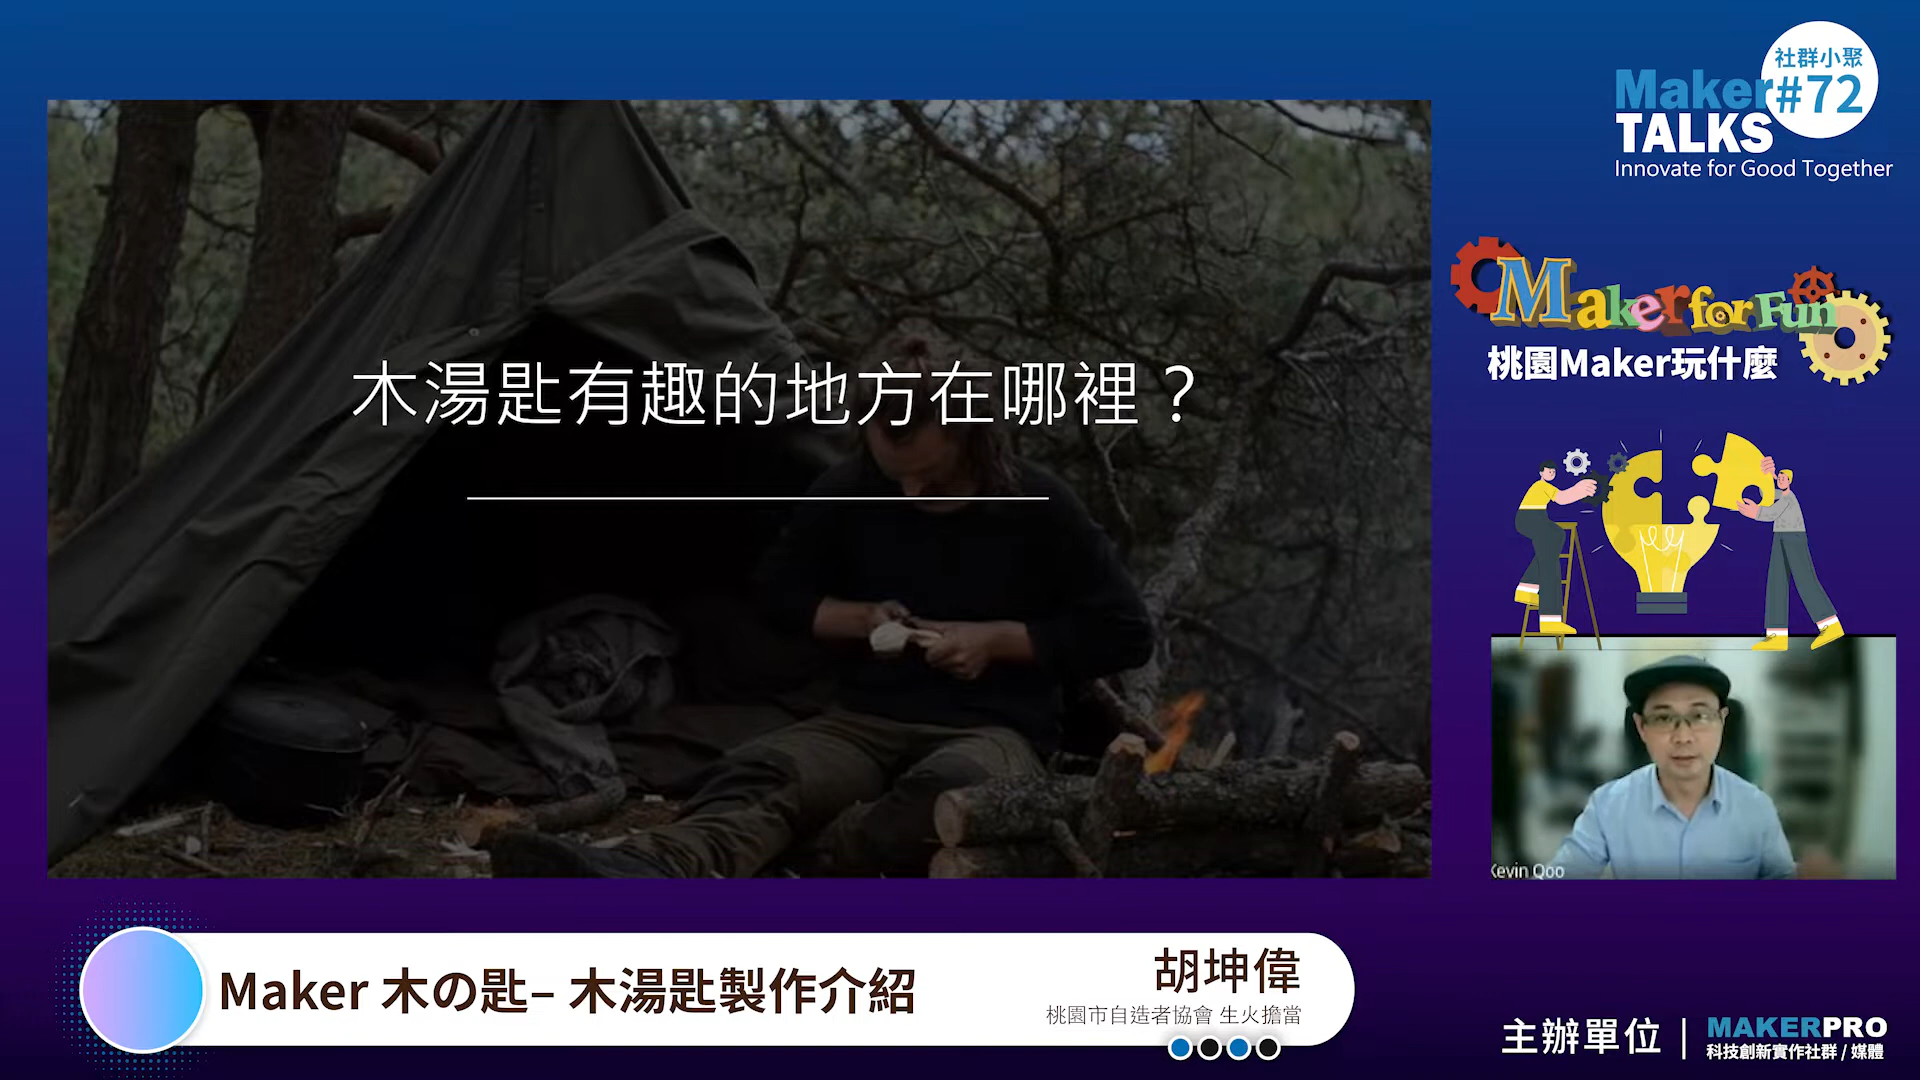 社群小聚
#72
Maker
TALKS
Innovate for Good Together
Maker for Fun
桃園Maker玩什麼
木湯匙有趣的地方在哪裡？
Kevin Qoo
Maker 木の匙– 木湯匙製作介紹
胡坤偉
桃園市自造者協會 生火擔當
主辦單位 | MAKERPRO
科技創新實作社群 / 媒體